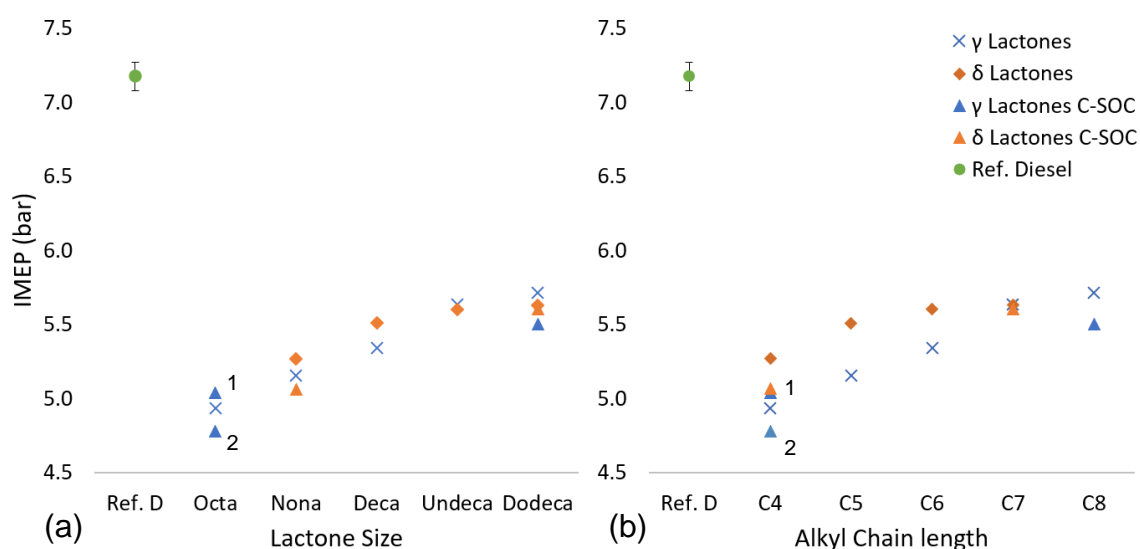 7.5
7.0
6.5
6.0
5.5
5.0
4.5
IMEP (bar)
1
2
Ref. D Octa Nona Deca Undeca Dodeca
(a)
Lactone Size
7.5
7.0
6.5
6.0
5.5
5.0
4.5
γ Lactones
δ Lactones
γ Lactones C-SOC
δ Lactones C-SOC
Ref. Diesel
1
2
Ref. D C4 C5 C6 C7 C8
(b)
Alkyl Chain length